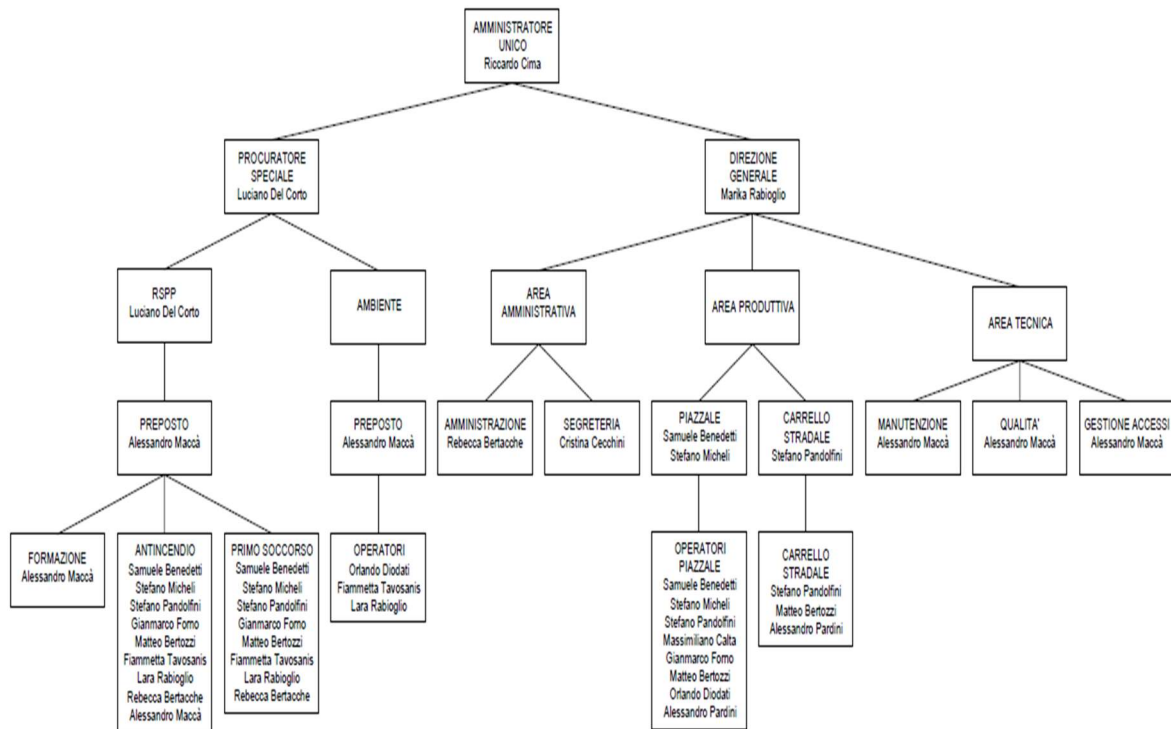 AMMINISTRATORE
UNICO
Riccardo Cima
PROCURATORE
SPECIALE
Luciano Del Corto
DIREZIONE
GENERALE
Marika Rabioglio
RSPP
Luciano Del Corto
AMBIENTE
AREA
AMMINISTRATIVA
AREA PRODUTTIVA
AREA TECNICA
PREPOSTO
Alessandro Maccà
PREPOSTO
Alessandro Maccà
AMMINISTRAZIONE
Rebecca Bertacche
SEGRETERIA
Cristina Cecchini
PIAZZALE
Samuele Benedetti
Stefano Micheli
CARRELLO
STRADALE
Stefano Pandolfini
MANUTENZIONE
Alessandro Maccà
QUALITA'
Alessandro Maccà
GESTIONE ACCESSI
Alessandro Maccà
FORMAZIONE
Alessandro Maccà
ANTINCENDIO
Samuele Benedetti
Stefano Micheli
Stefano Pandolfini
Gianmarco Forno
Matteo Bertozzi
Fiammetta Tavosanis
Lara Rabioglio
Rebecca Bertacche
Alessandro Maccà
PRIMO SOCCORSO
Samuele Benedetti
Stefano Micheli
Stefano Pandolfini
Gianmarco Forno
Matteo Bertozzi
Fiammetta Tavosanis
Lara Rabioglio
Rebecca Bertacche
OPERATORI
Orlando Diodati
Fiammetta Tavosanis
Lara Rabioglio
OPERATORI
PIAZZALE
Samuele Benedetti
Stefano Micheli
Stefano Pandolfini
Massimiliano Calta
Gianmarco Forno
Matteo Bertozzi
Orlando Diodati
Alessandro Pardini
CARRELLO
STRADALE
Stefano Pandolfini
Matteo Bertozzi
Alessandro Pardini